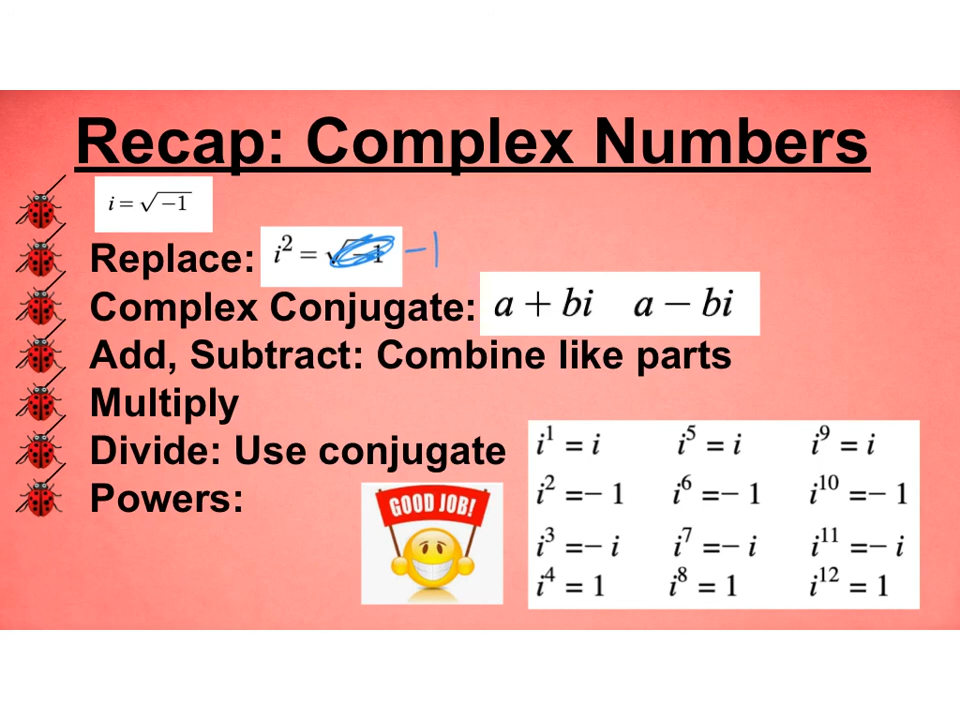 Recap: Complex Numbers
i = √−1
Replace: i² = √−1 −1
Complex Conjugate: a + bi a − bi
Add, Subtract: Combine like parts
Multiply
Divide: Use conjugate
Powers:
GOOD JOB!
i¹ = i i⁵ = i i⁹ = i
i² =− 1 i⁶ =− 1 i¹⁰ =− 1
i³ =− i i⁷ =− i i¹¹ =− i
i⁴ = 1 i⁸ = 1 i¹² = 1